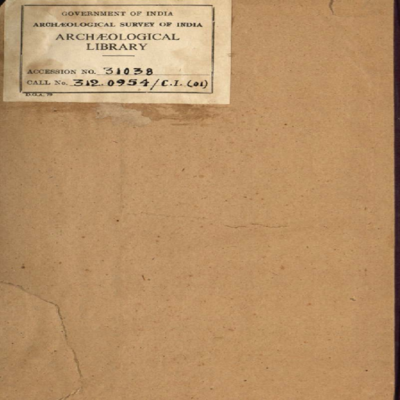 GOVERNMENT OF INDIA
ARCHÆOLOGICAL SURVEY OF INDIA
ARCHÆOLOGICAL
LIBRARY
ACCESSION NO. 31038
CALL No. 312.0954/C.I.(01)